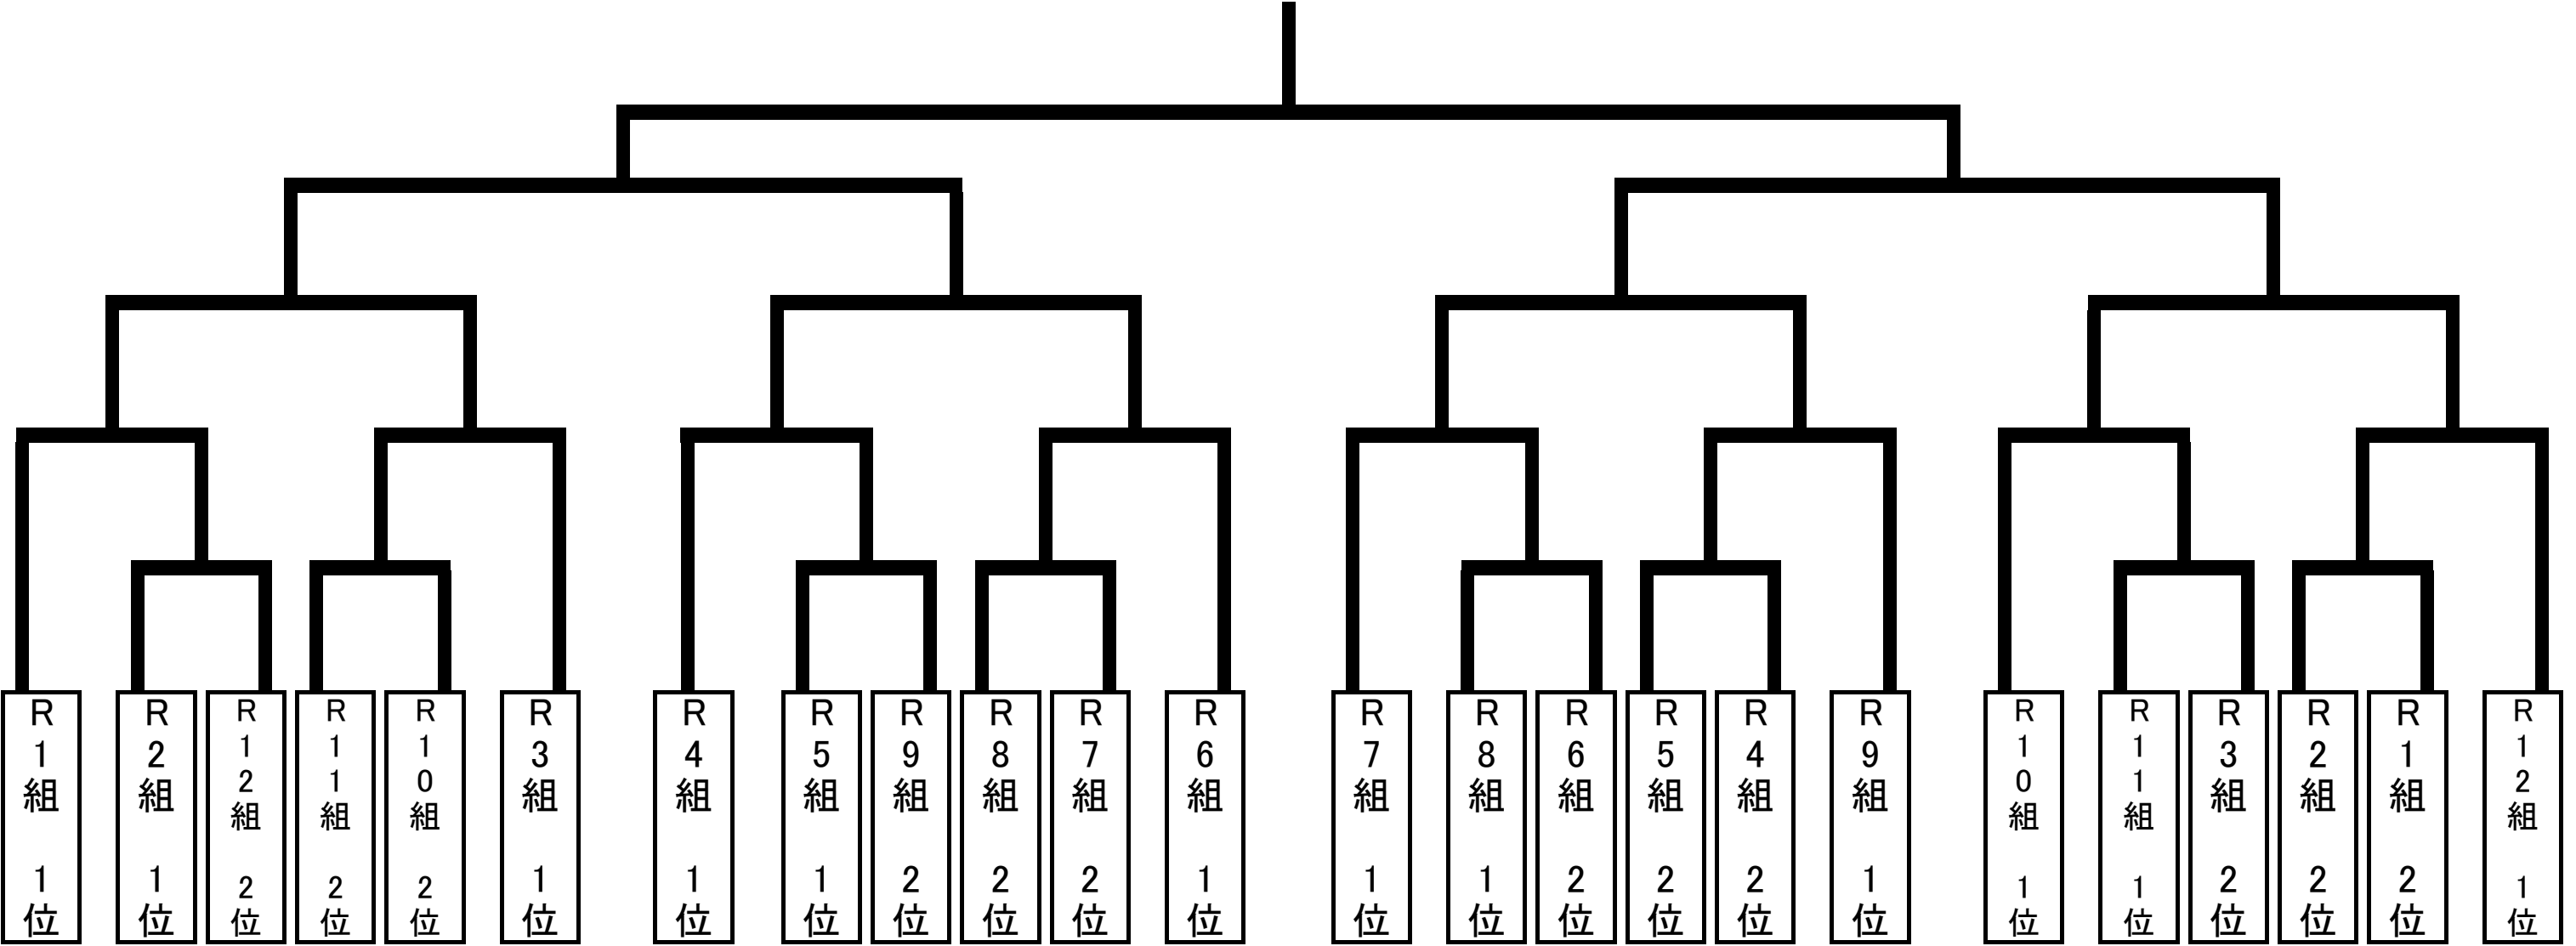 R1組 1位
R2組 1位
R12組 2位
R11組 2位
R10組 2位
R3組 1位
R4組 1位
R5組 1位
R9組 2位
R8組 2位
R7組 2位
R6組 1位
R7組 1位
R8組 1位
R6組 2位
R5組 2位
R4組 2位
R9組 1位
R10組 1位
R11組 1位
R3組 2位
R2組 2位
R1組 2位
R12組 1位